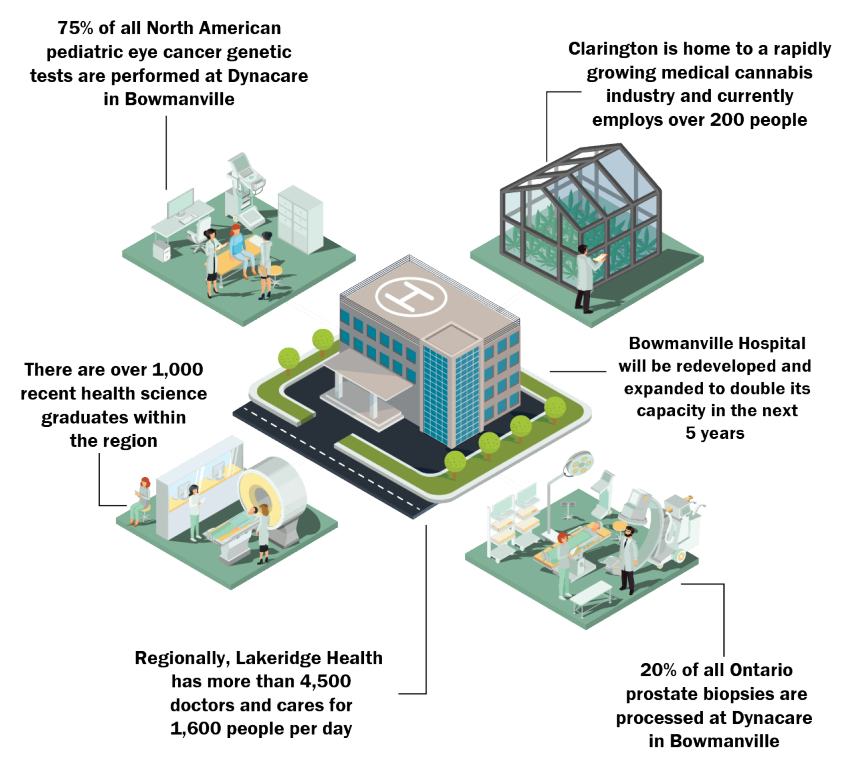 75% of all North American
pediatric eye cancer genetic
tests are performed at Dynacare
in Bowmanville
Clarington is home to a rapidly
growing medical cannabis
industry and currently
employs over 200 people
H
Bowmanville Hospital
will be redeveloped and
expanded to double its
capacity in the next
5 years
There are over 1,000
recent health science
graduates within
the region
Regionally, Lakeridge Health
has more than 4,500
doctors and cares for
1,600 people per day
20% of all Ontario
prostate biopsies are
processed at Dynacare
in Bowmanville